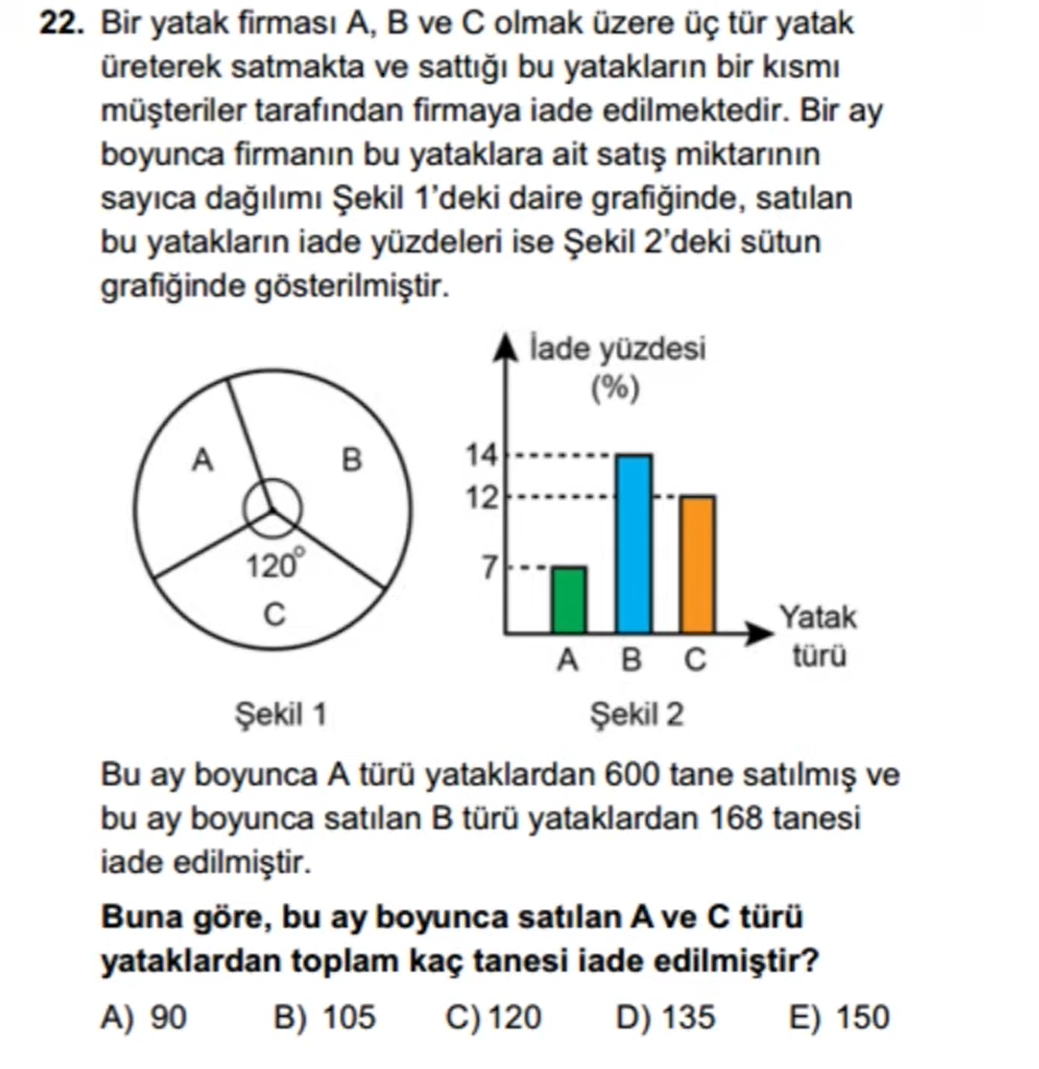 22. Bir yatak firması A, B ve C olmak üzere üç tür yatak
üreterek satmakta ve sattığı bu yatakların bir kısmı
müşteriler tarafından firmaya iade edilmektedir. Bir ay
boyunca firmanın bu yataklara ait satış miktarının
sayıca dağılımı Şekil 1'deki daire grafiğinde, satılan
bu yatakların iade yüzdeleri ise Şekil 2'deki sütun
grafiğinde gösterilmiştir.
A
B
120°
C
Şekil 1
İade yüzdesi
(%)
14
12
7
A B C
Yatak
türü
Şekil 2
Bu ay boyunca A türü yataklardan 600 tane satılmış ve
bu ay boyunca satılan B türü yataklardan 168 tanesi
iade edilmiştir.
Buna göre, bu ay boyunca satılan A ve C türü
yataklardan toplam kaç tanesi iade edilmiştir?
A) 90 B) 105 C) 120 D) 135 E) 150